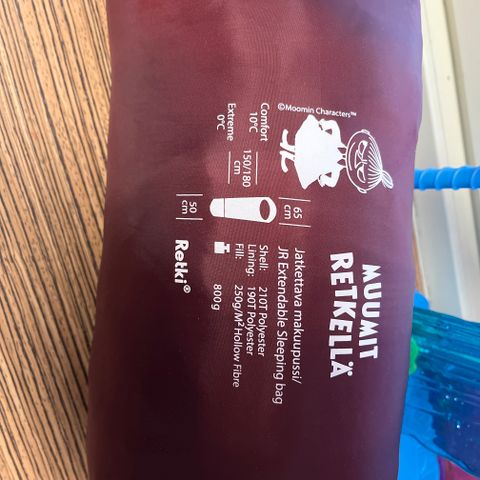 ©Moomin Characters™
MUUMIT
RETKELLÄ
Jatkettava makuupussi/
JR Extendable Sleeping bag
Comfort
10°C
Extreme
0°C
150/180
cm
65
cm
50
cm
Shell: 210T Polyester
Lining: 190T Polyester
Fill: 250g/M² Hollow Fibre
800g
Retki®